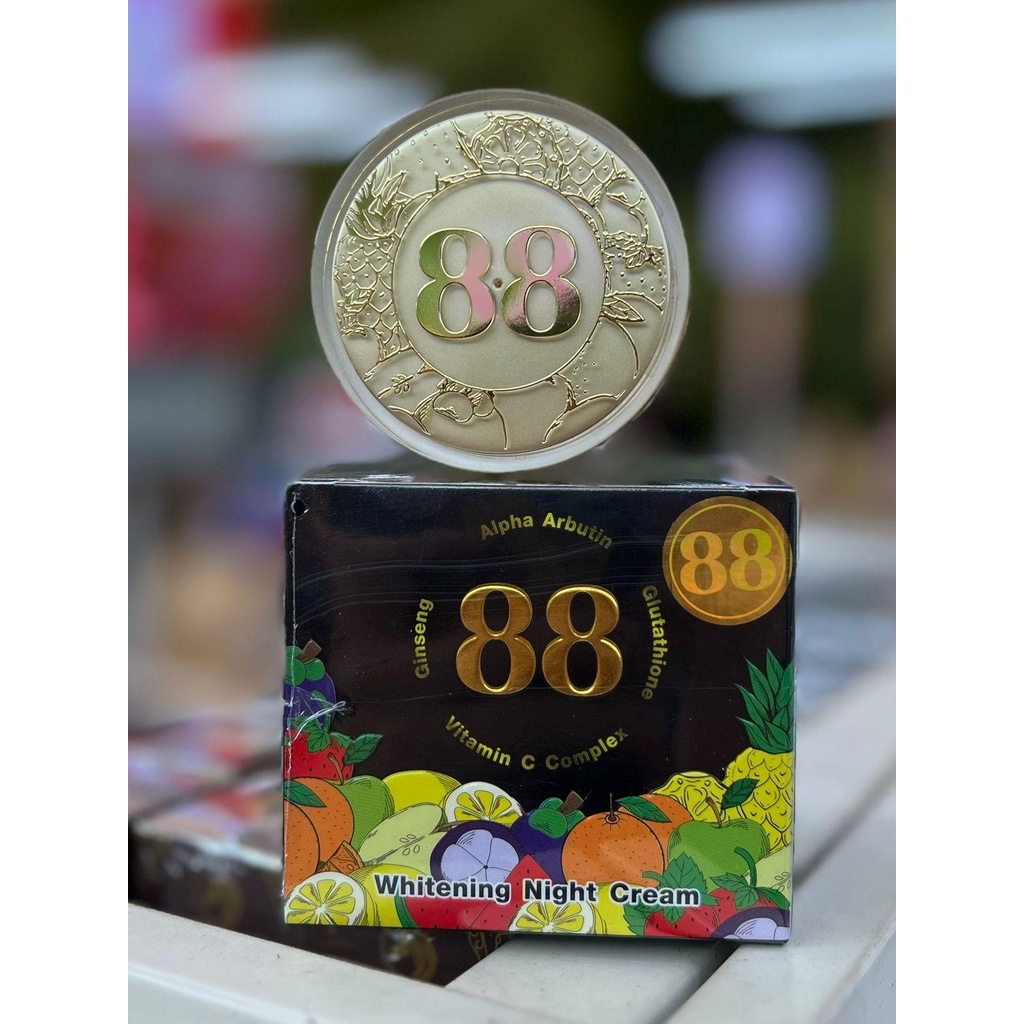 88
Alpha Arbutin
88
Ginseng
88
Glutathione
Vitamin C Complex
Whitening Night Cream